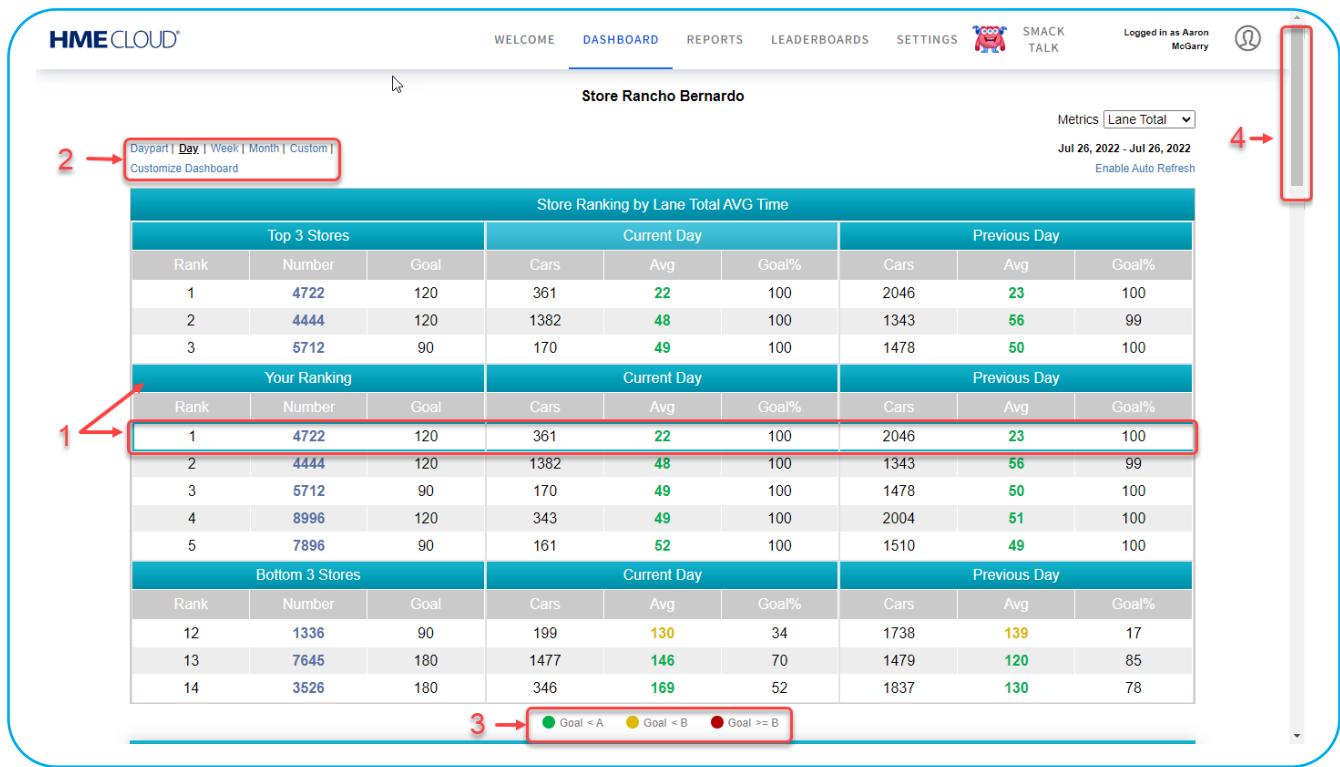 HME CLOUD®
WELCOME DASHBOARD REPORTS LEADERBOARDS SETTINGS SMACK TALK Logged in as Aaron McGarry
Store Rancho Bernardo
Metrics Lane Total
4
2
Daypart | Day | Week | Month | Custom |
Jul 26, 2022 - Jul 26, 2022
Customize Dashboard
Enable Auto Refresh
Store Ranking by Lane Total AVG Time
Top 3 Stores Current Day Previous Day
Rank Number Goal Cars Avg Goal% Cars Avg Goal%
1 4722 120 361 22 100 2046 23 100
2 4444 120 1382 48 100 1343 56 99
3 5712 90 170 49 100 1478 50 100
Your Ranking Current Day Previous Day
Rank Number Goal Cars Avg Goal% Cars Avg Goal%
1
1 4722 120 361 22 100 2046 23 100
2 4444 120 1382 48 100 1343 56 99
3 5712 90 170 49 100 1478 50 100
4 8996 120 343 49 100 2004 51 100
5 7896 90 161 52 100 1510 49 100
Bottom 3 Stores Current Day Previous Day
Rank Number Goal Cars Avg Goal% Cars Avg Goal%
12 1336 90 199 130 34 1738 139 17
13 7645 180 1477 146 70 1479 120 85
14 3526 180 346 169 52 1837 130 78
3
Goal < A Goal < B Goal >= B